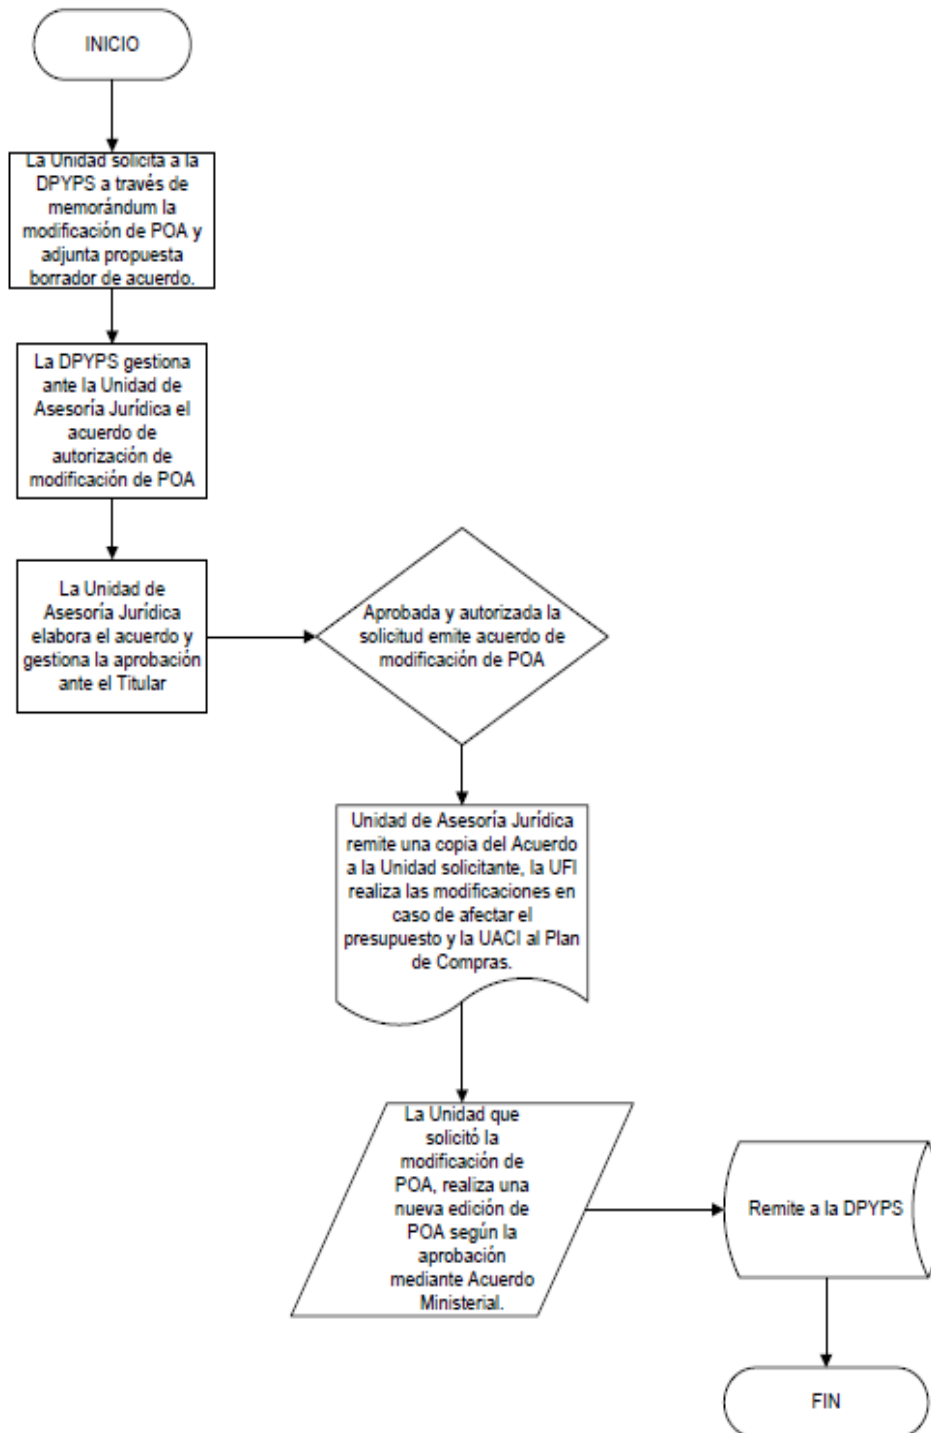 INICIO
La Unidad solicita a la
DPYPS a través de
memorándum la
modificación de POA y
adjunta propuesta
borrador de acuerdo.
La DPYPS gestiona
ante la Unidad de
Asesoría Jurídica el
acuerdo de
autorización de
modificación de POA
La Unidad de
Asesoría Jurídica
elabora el acuerdo y
gestiona la aprobación
ante el Titular
Aprobada y autorizada la
solicitud emite acuerdo de
modificación de POA
Unidad de Asesoría Jurídica
remite una copia del Acuerdo
a la Unidad solicitante, la UFI
realiza las modificaciones en
caso de afectar el
presupuesto y la UACI al Plan
de Compras.
La Unidad que
solicitó la
modificación de
POA, realiza una
nueva edición de
POA según la
aprobación
mediante Acuerdo
Ministerial.
Remite a la DPYPS
FIN